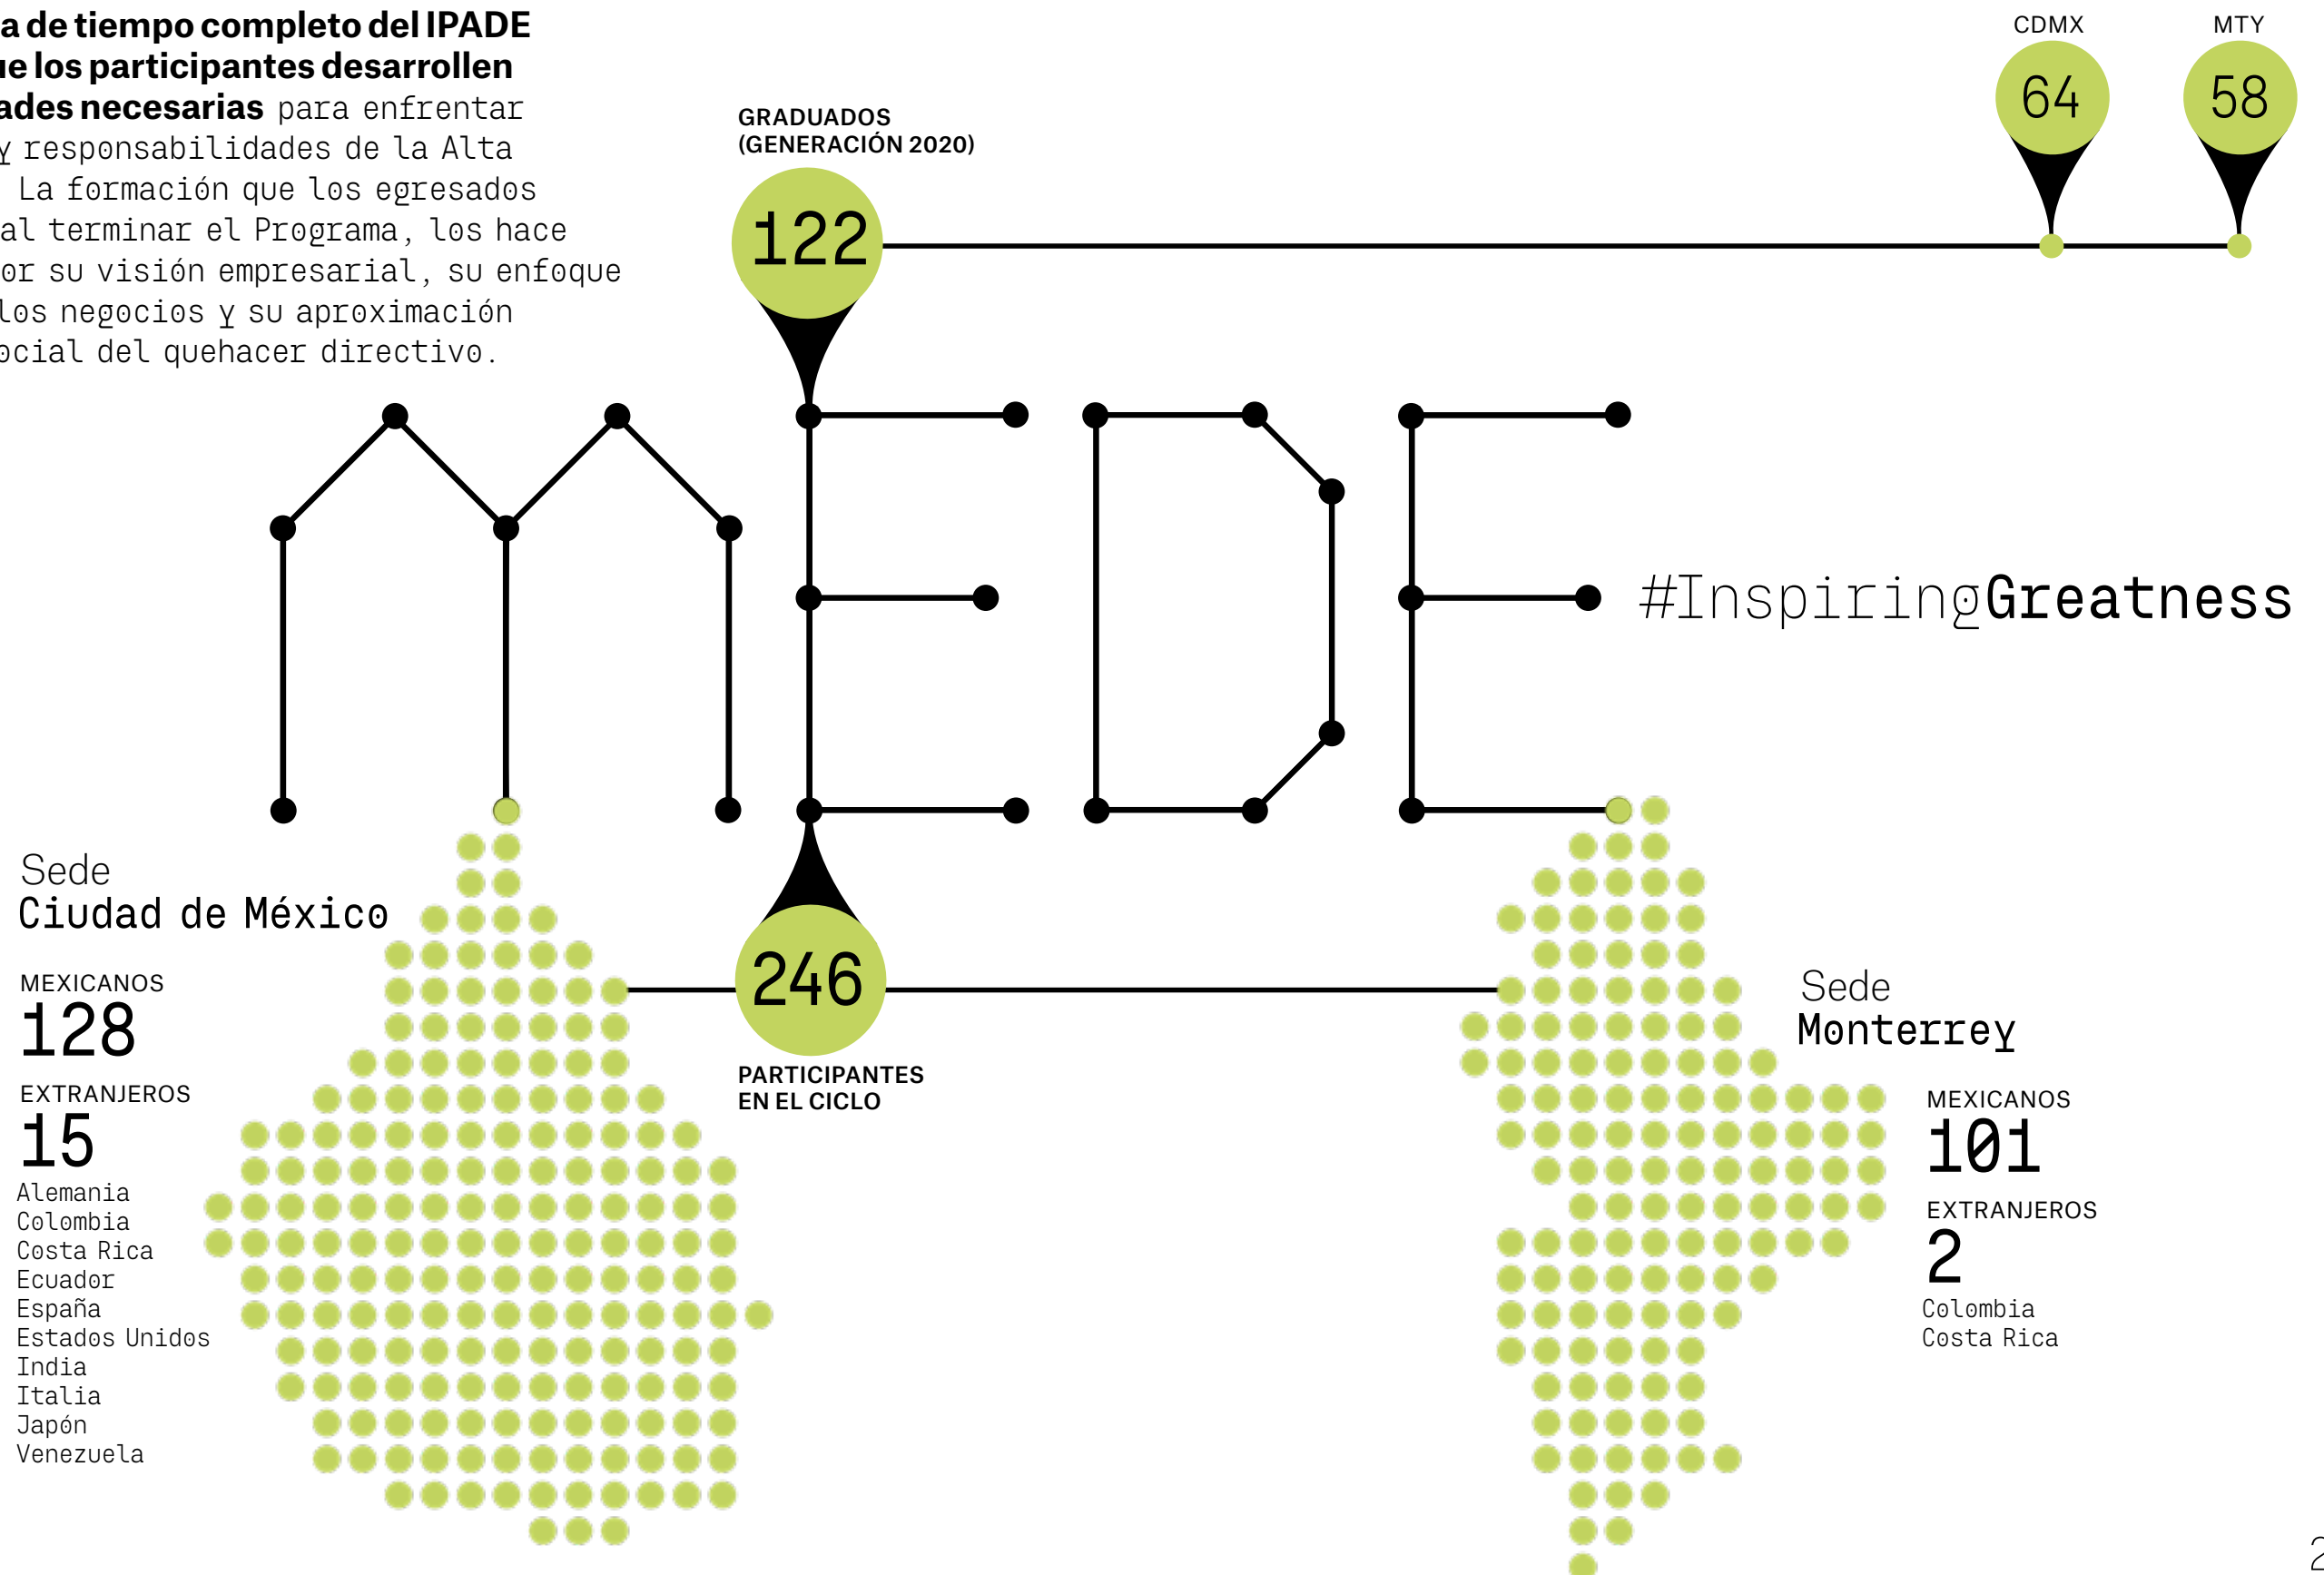 a de tiempo completo del IPADE
ue los participantes desarrollen
ades necesarias para enfrentar
y responsabilidades de la Alta
La formación que los egresados
al terminar el Programa, los hace
or su visión empresarial, su enfoque
los negocios y su aproximación
ocial del quehacer directivo.
CDMX
64
MTY
58
GRADUADOS
(GENERACIÓN 2020)
122
MEDE
#InspiringGreatness
Sede
Ciudad de México
MEXICANOS
128
EXTRANJEROS
15
Alemania
Colombia
Costa Rica
Ecuador
España
Estados Unidos
India
Italia
Japón
Venezuela
246
PARTICIPANTES
EN EL CICLO
Sede
Monterrey
MEXICANOS
101
EXTRANJEROS
2
Colombia
Costa Rica
2